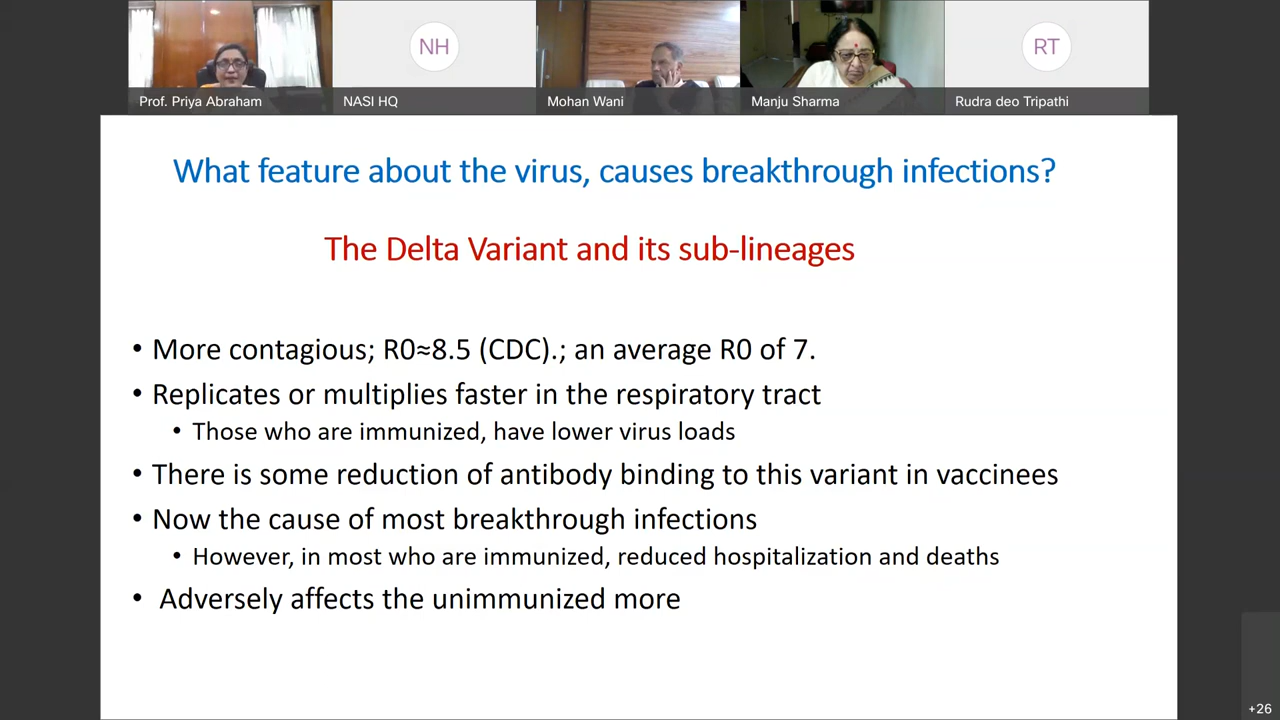 NH
RT
Prof. Priya Abraham
NASI HQ
Mohan Wani
Manju Sharma
Rudra deo Tripathi
What feature about the virus, causes breakthrough infections?
The Delta Variant and its sub-lineages
• More contagious; R0≈8.5 (CDC).; an average R0 of 7.
• Replicates or multiplies faster in the respiratory tract
• Those who are immunized, have lower virus loads
• There is some reduction of antibody binding to this variant in vaccinees
• Now the cause of most breakthrough infections
• However, in most who are immunized, reduced hospitalization and deaths
• Adversely affects the unimmunized more
+26